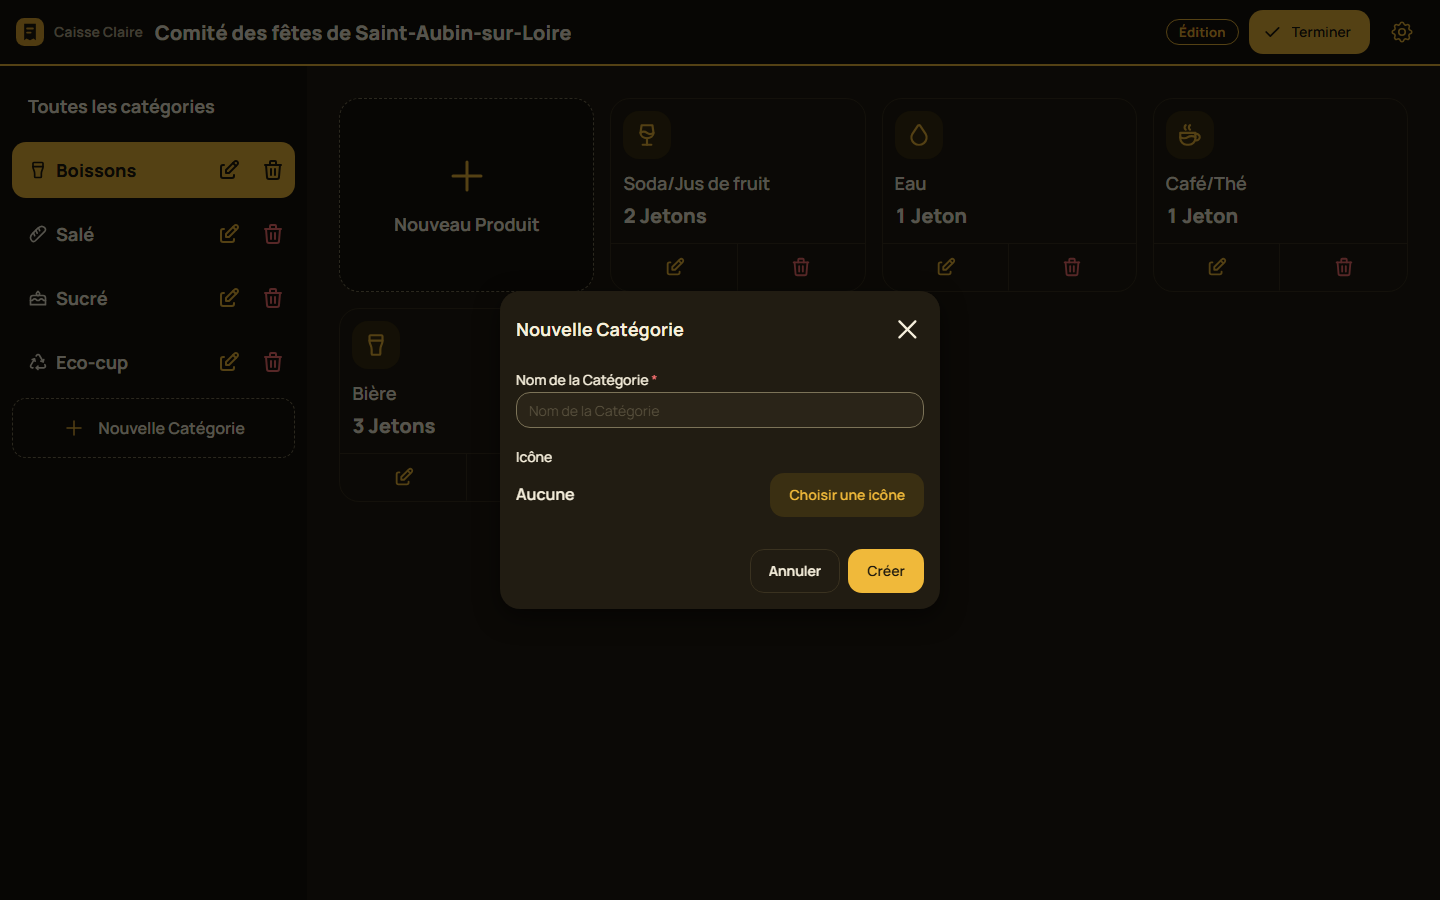 Caisse Claire
Comité des fêtes de Saint-Aubin-sur-Loire
Édition
Terminer
Toutes les catégories
Boissons
Salé
Sucré
Eco-cup
Nouvelle Catégorie
Nouveau Produit
Soda/Jus de fruit
2 Jetons
Eau
1 Jeton
Café/Thé
1 Jeton
Bière
3 Jetons
Nouvelle Catégorie
Nom de la Catégorie *
Nom de la Catégorie
Icône
Aucune
Choisir une icône
Annuler
Créer